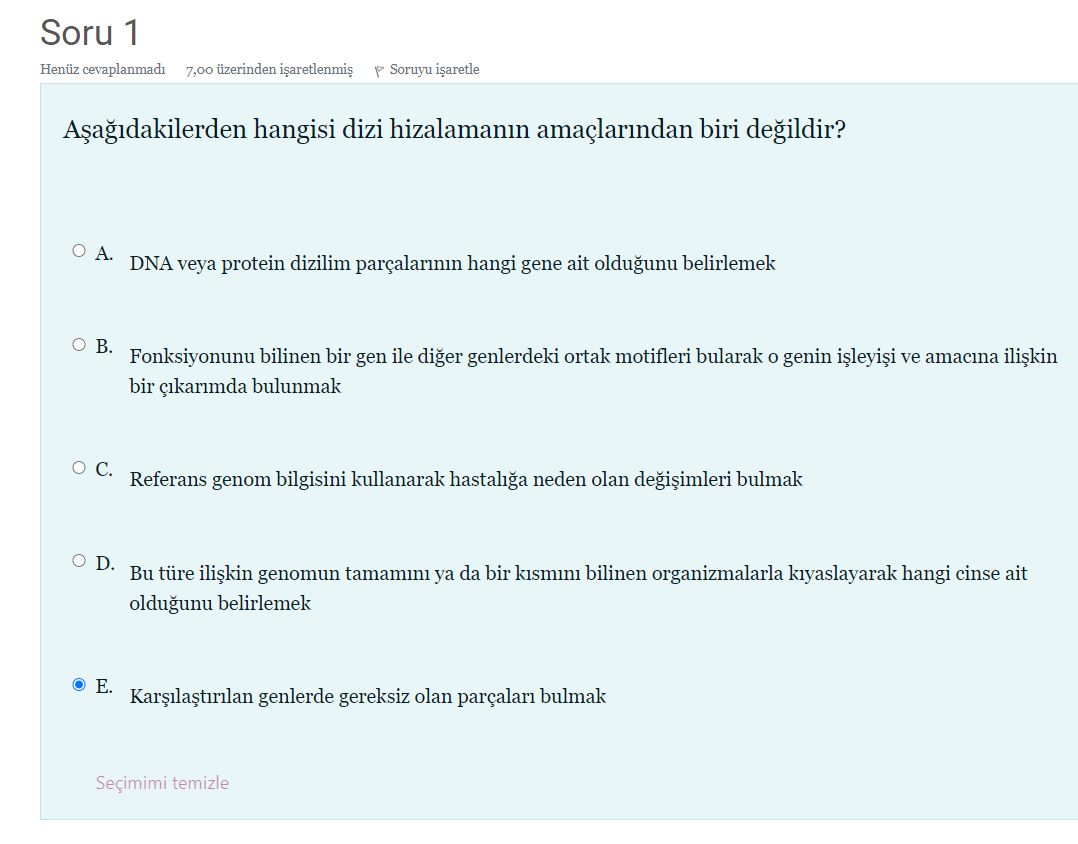 Soru 1
Henüz cevaplanmadı 7,00 üzerinden işaretlenmiş Soruyu işaretle
Aşağıdakilerden hangisi dizi hizalamanın amaçlarından biri değildir?
A. DNA veya protein dizilim parçalarının hangi gene ait olduğunu belirlemek
B. Fonksiyonunu bilinen bir gen ile diğer genlerdeki ortak motifleri bularak o genin işleyişi ve amacına ilişkin
bir çıkarımda bulunmak
C. Referans genom bilgisini kullanarak hastalığa neden olan değişimleri bulmak
D. Bu türe ilişkin genomun tamamını ya da bir kısmını bilinen organizmalarla kıyaslayarak hangi cinse ait
olduğunu belirlemek
E. Karşılaştırılan genlerde gereksiz olan parçaları bulmak
Seçimimi temizle